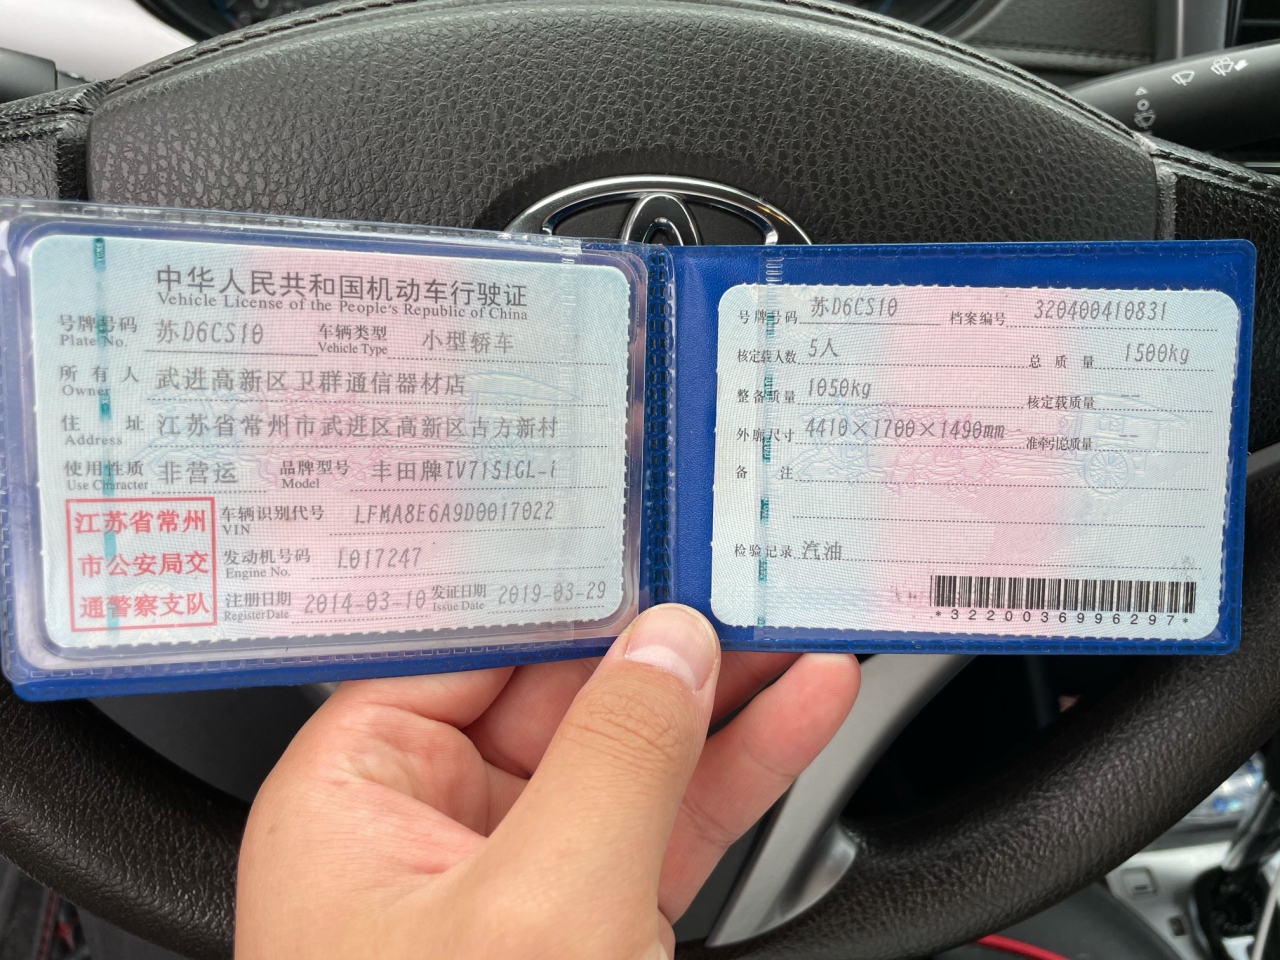 中华人民共和国机动车行驶证
Vehicle License of the People's Republic of China
号牌号码 苏D6CS10 车辆类型 小型轿车
Plate No. Vehicle Type
所有人 武进高新区卫群通信器材店
Owner
住址 江苏省常州市武进区高新区古方新村
Address
使用性质 非营运 品牌型号 丰田牌TV7151GL-i
Use Character Model
江苏省常州
市公安局交
通警察支队
车辆识别代号 LFMA8E6A9D0017022
VIN
发动机号码 L017247
Engine No.
注册日期 2014-03-10 发证日期 2019-03-29
Register Date Issue Date
号牌号码 苏D6CS10 档案编号 320400410831
核定载人数 5人 总质量 1500kg
整备质量 1050kg 核定载质量 --
外廓尺寸 4410×1700×1490mm 准牵引总质量 --
备注
检验记录 汽油
*3220036996297*